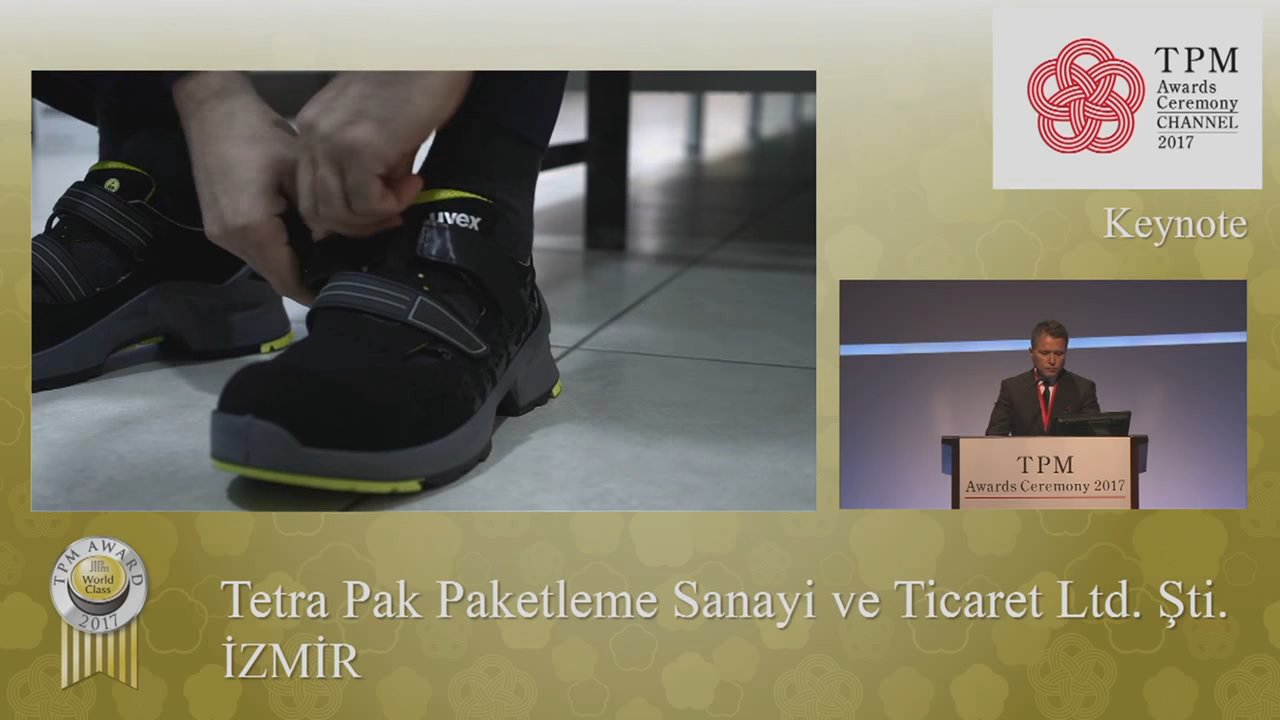 TPM
Awards
Ceremony
CHANNEL
2017
Keynote
uvex
TPM
Awards Ceremony 2017
TPM AWARD
JIPM
World
Class
2017
Tetra Pak Paketleme Sanayi ve Ticaret Ltd. Şti.
İZMİR